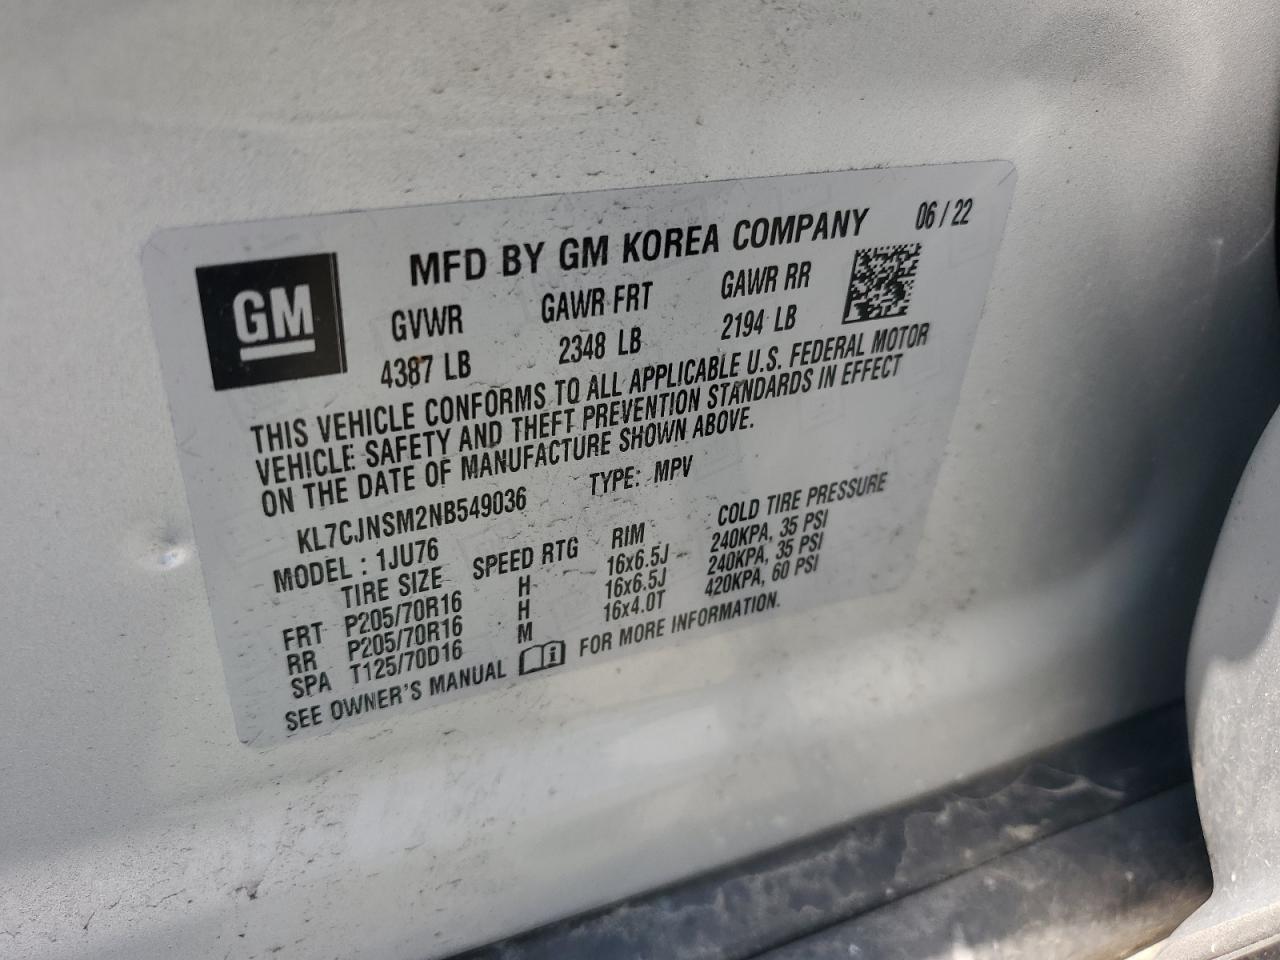 GM
MFD BY GM KOREA COMPANY 06 / 22
GVWR GAWR FRT GAWR RR
4387 LB 2348 LB 2194 LB
THIS VEHICLE CONFORMS TO ALL APPLICABLE U.S. FEDERAL MOTOR
VEHICLE SAFETY AND THEFT PREVENTION STANDARDS IN EFFECT
ON THE DATE OF MANUFACTURE SHOWN ABOVE.
KL7CJNSM2NB549036 TYPE: MPV
MODEL : 1JU76
TIRE SIZE SPEED RTG RIM COLD TIRE PRESSURE
FRT P205/70R16 H 16x6.5J 240KPA, 35 PSI
RR P205/70R16 H 16x6.5J 240KPA, 35 PSI
SPA T125/70D16 M 16x4.0T 420KPA, 60 PSI
SEE OWNER'S MANUAL FOR MORE INFORMATION.